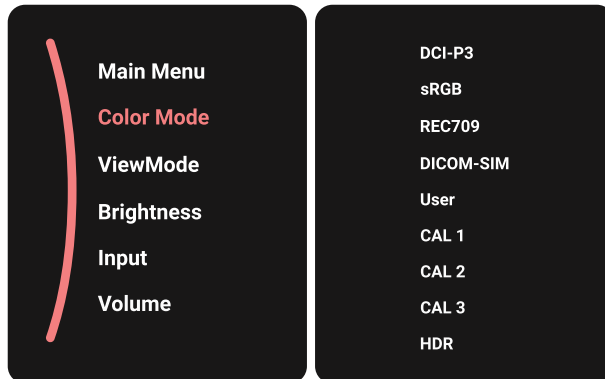 Main Menu
Color Mode
ViewMode
Brightness
Input
Volume
DCI-P3
sRGB
REC709
DICOM-SIM
User
CAL 1
CAL 2
CAL 3
HDR